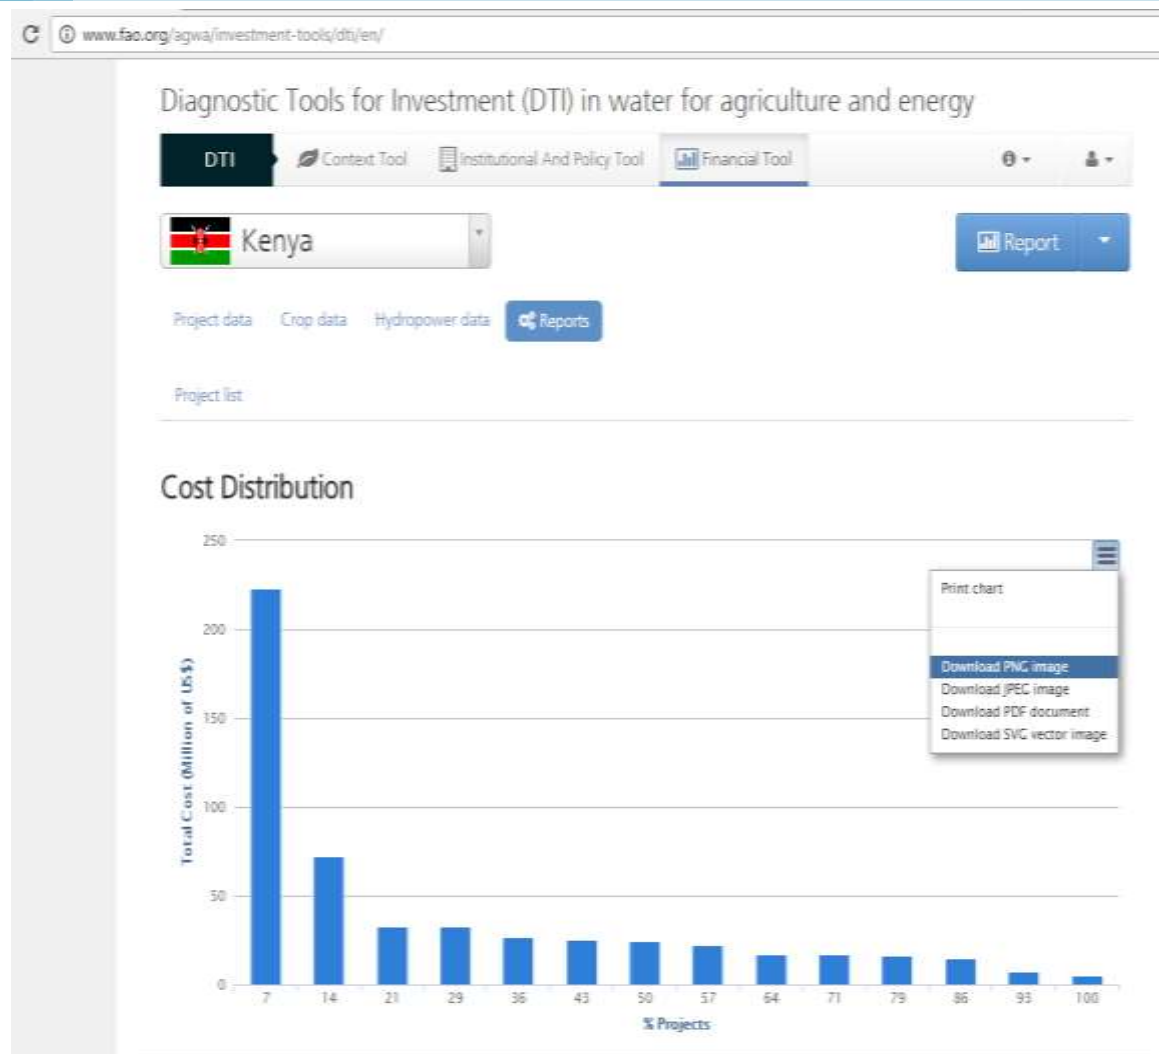 www.fao.org/agwa/investment-tools/dti/en/
Diagnostic Tools for Investment (DTI) in water for agriculture and energy
DTI Context Tool Institutional And Policy Tool Financial Tool
Kenya Report
Project data Crop data Hydropower data Reports
Project list
Cost Distribution
Print chart
Download PNG image
Download JPEG image
Download PDF document
Download SVG vector image
Total Cost (Million of US$)
250
200
150
100
50
0
7 14 21 29 36 43 50 57 64 71 79 86 93 100
% Projects